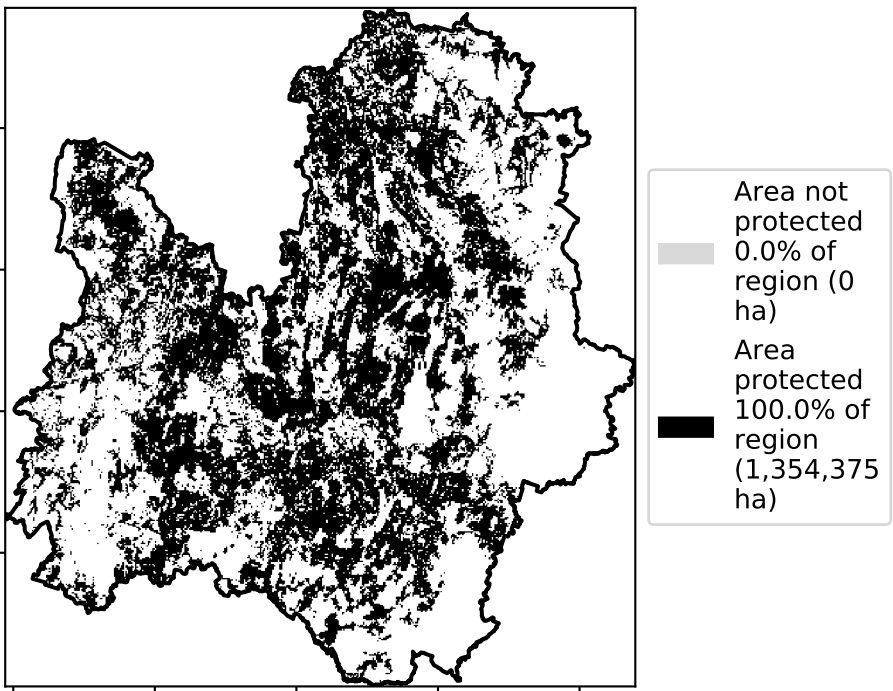 Area not
protected
0.0% of
region (0
ha)
Area
protected
100.0% of
region
(1,354,375
ha)